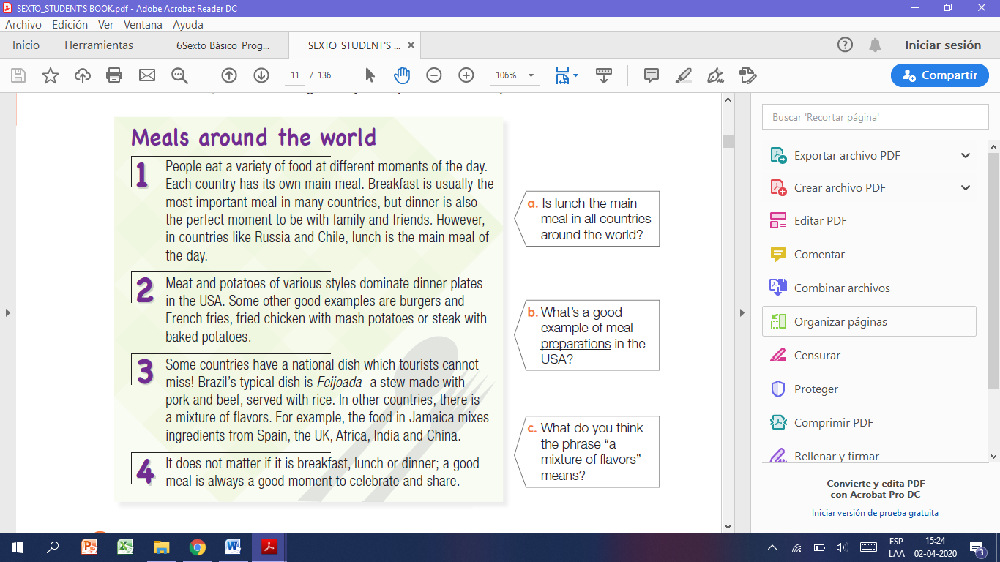 SEXTO_STUDENT'S BOOK.pdf - Adobe Acrobat Reader DC
Archivo Edición Ver Ventana Ayuda
Inicio Herramientas 6Sexto Básico_Prog... SEXTO_STUDENT'S ... × Iniciar sesión
11 / 136 106% Compartir
Meals around the world
1 People eat a variety of food at different moments of the day.
Each country has its own main meal. Breakfast is usually the
most important meal in many countries, but dinner is also
the perfect moment to be with family and friends. However,
in countries like Russia and Chile, lunch is the main meal of
the day.
a. Is lunch the main
meal in all countries
around the world?
2 Meat and potatoes of various styles dominate dinner plates
in the USA. Some other good examples are burgers and
French fries, fried chicken with mash potatoes or steak with
baked potatoes.
b. What's a good
example of meal
preparations in the
USA?
3 Some countries have a national dish which tourists cannot
miss! Brazil's typical dish is Feijoada- a stew made with
pork and beef, served with rice. In other countries, there is
a mixture of flavors. For example, the food in Jamaica mixes
ingredients from Spain, the UK, Africa, India and China.
c. What do you think
the phrase “a
mixture of flavors”
means?
4 It does not matter if it is breakfast, lunch or dinner; a good
meal is always a good moment to celebrate and share.
Buscar 'Recortar página'
Exportar archivo PDF
Crear archivo PDF
Editar PDF
Comentar
Combinar archivos
Organizar páginas
Censurar
Proteger
Comprimir PDF
Rellenar y firmar
Convierte y edita PDF
con Acrobat Pro DC
Iniciar versión de prueba gratuita
ESP 15:24
LAA 02-04-2020 3